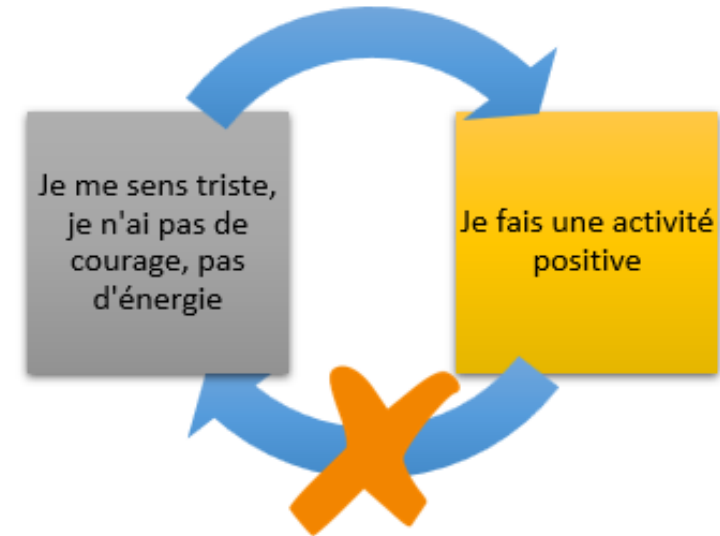 Je me sens triste,
je n'ai pas de
courage, pas
d'énergie
Je fais une activité
positive